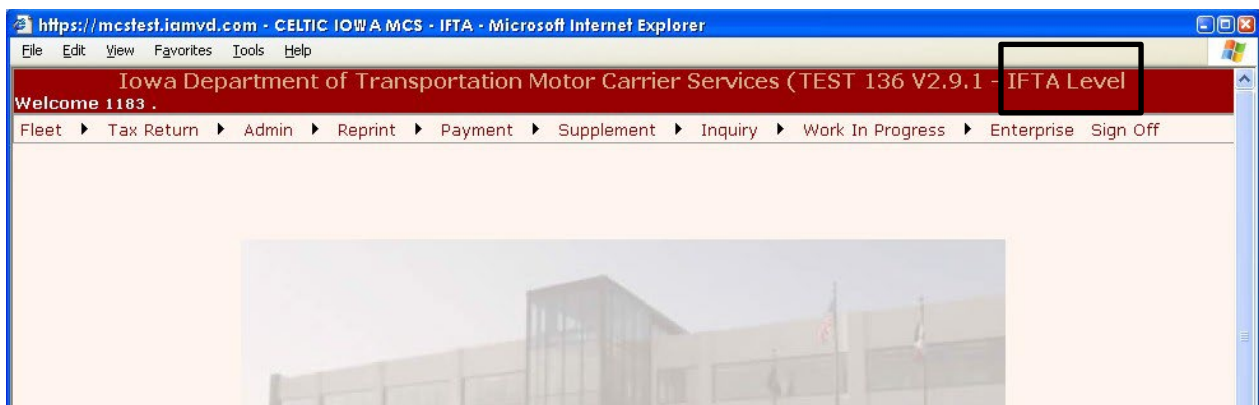 https://mcstest.iamvd.com - CELTIC IOWA MCS - IFTA - Microsoft Internet Explorer
File Edit View Favorites Tools Help
Iowa Department of Transportation Motor Carrier Services (TEST 136 V2.9.1 - IFTA Level
Welcome 1183 .
Fleet Tax Return Admin Reprint Payment Supplement Inquiry Work In Progress Enterprise Sign Off